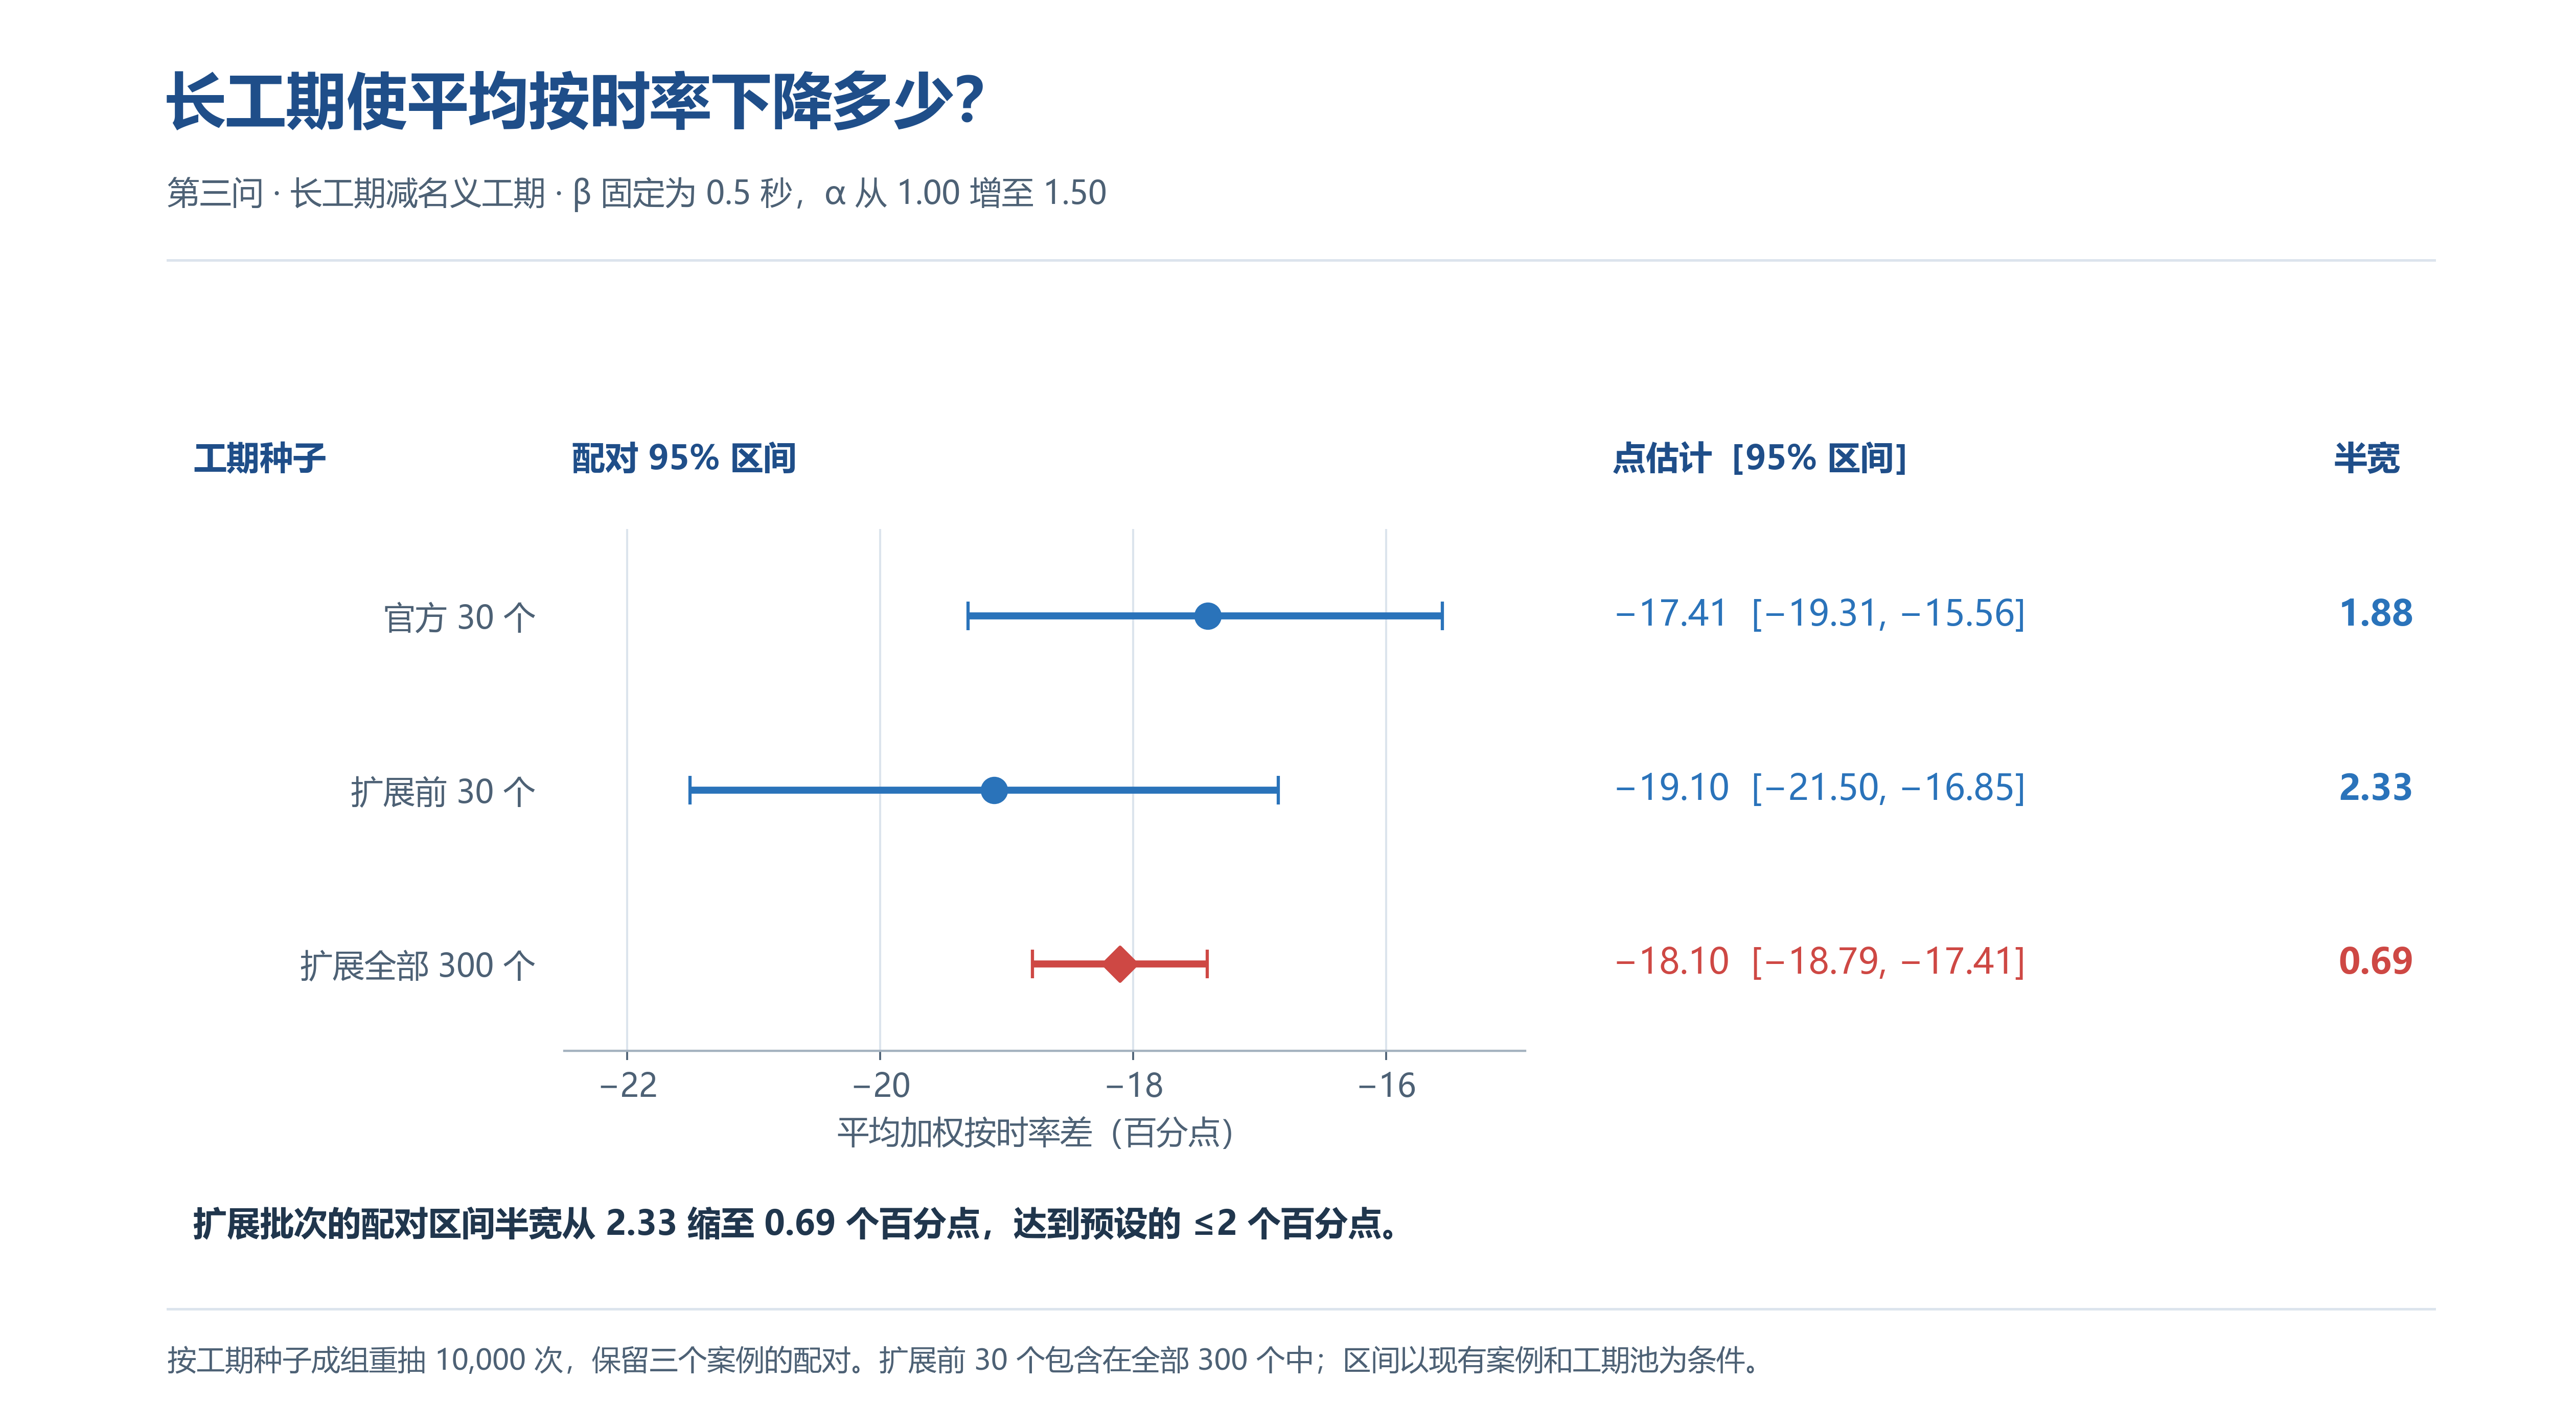 长工期使平均按时率下降多少？
第三问 · 长工期减名义工期 · β 固定为 0.5 秒，α 从 1.00 增至 1.50
工期种子 配对 95% 区间 点估计 [95% 区间] 半宽
官方 30 个 −17.41 [−19.31, −15.56] 1.88
扩展前 30 个 −19.10 [−21.50, −16.85] 2.33
扩展全部 300 个 −18.10 [−18.79, −17.41] 0.69
−22 −20 −18 −16
平均加权按时率差（百分点）
扩展批次的配对区间半宽从 2.33 缩至 0.69 个百分点，达到预设的 ≤2 个百分点。
按工期种子成组重抽 10,000 次，保留三个案例的配对。扩展前 30 个包含在全部 300 个中；区间以现有案例和工期池为条件。